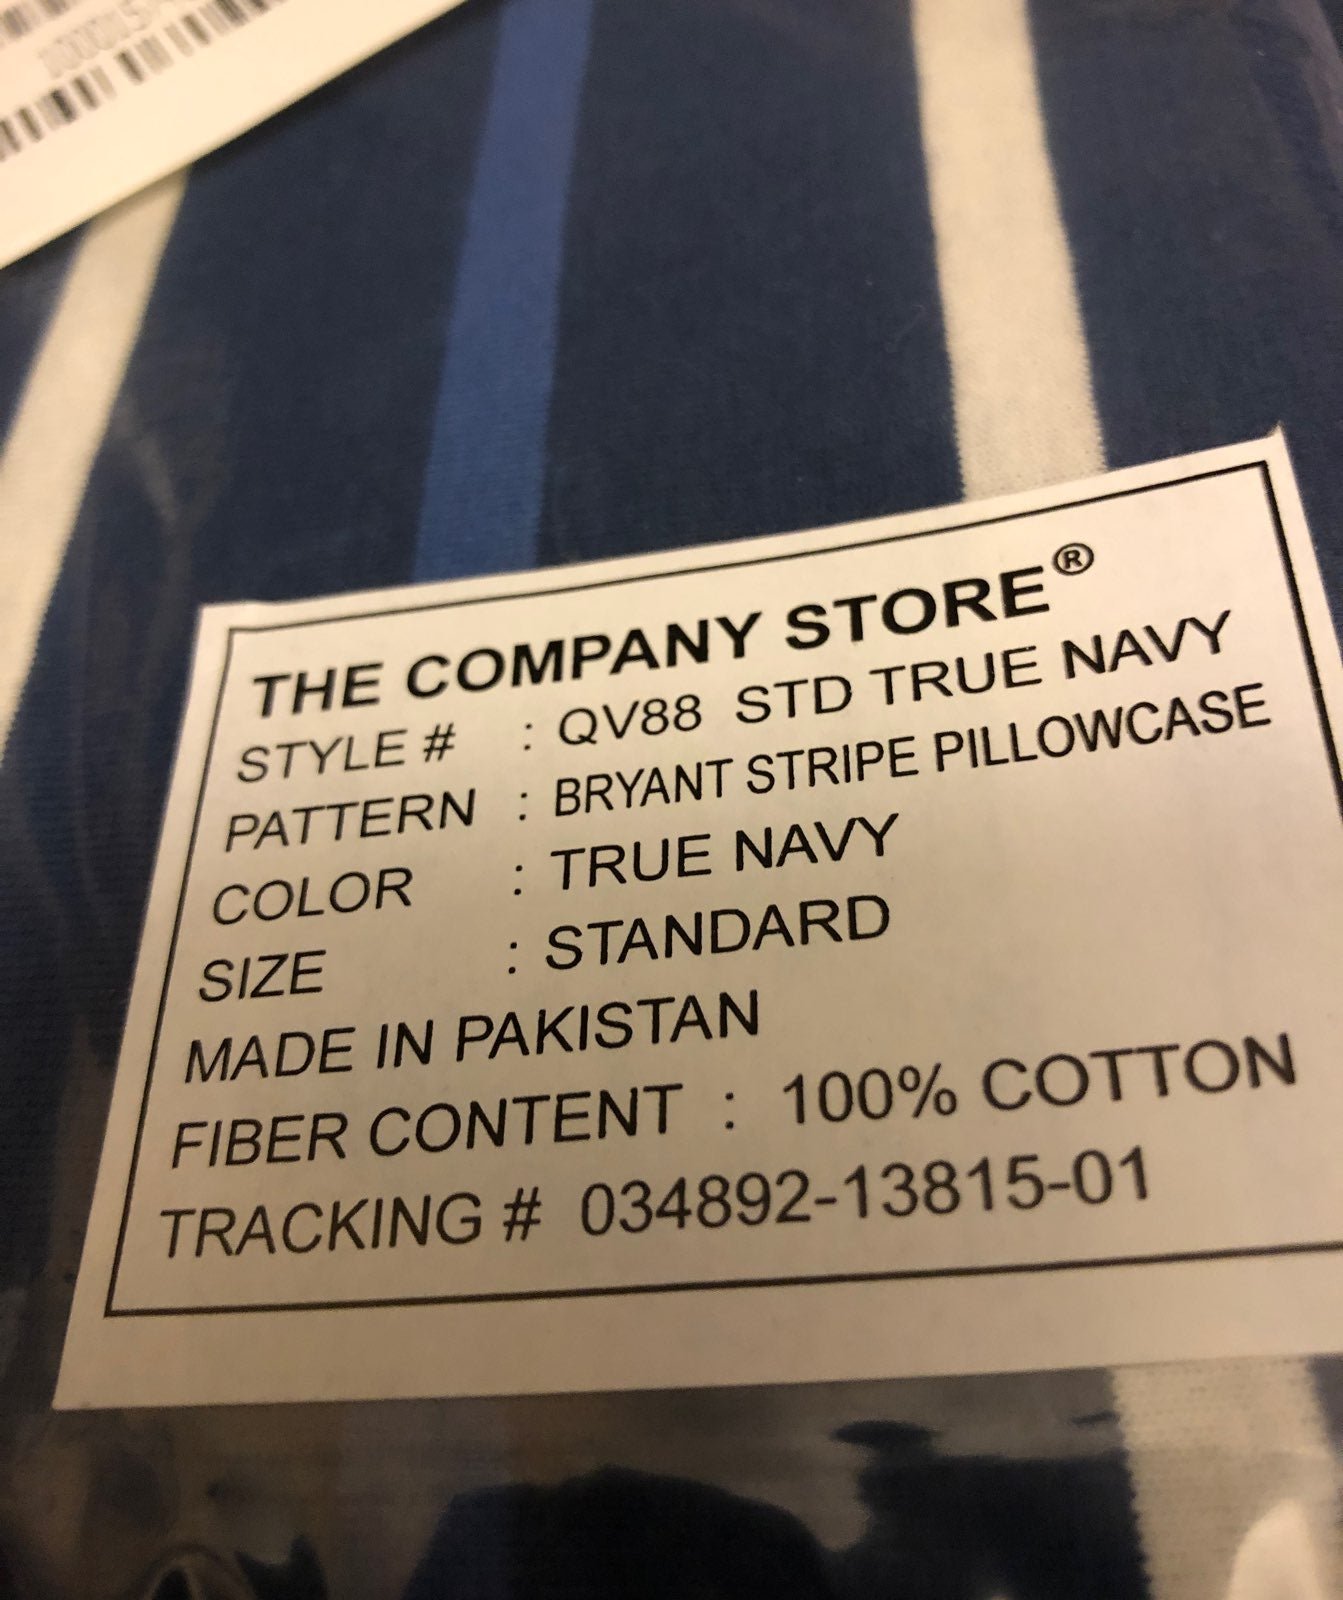 THE COMPANY STORE®
STYLE # : QV88 STD TRUE NAVY
PATTERN : BRYANT STRIPE PILLOWCASE
COLOR : TRUE NAVY
SIZE : STANDARD
MADE IN PAKISTAN
FIBER CONTENT : 100% COTTON
TRACKING # 034892-13815-01